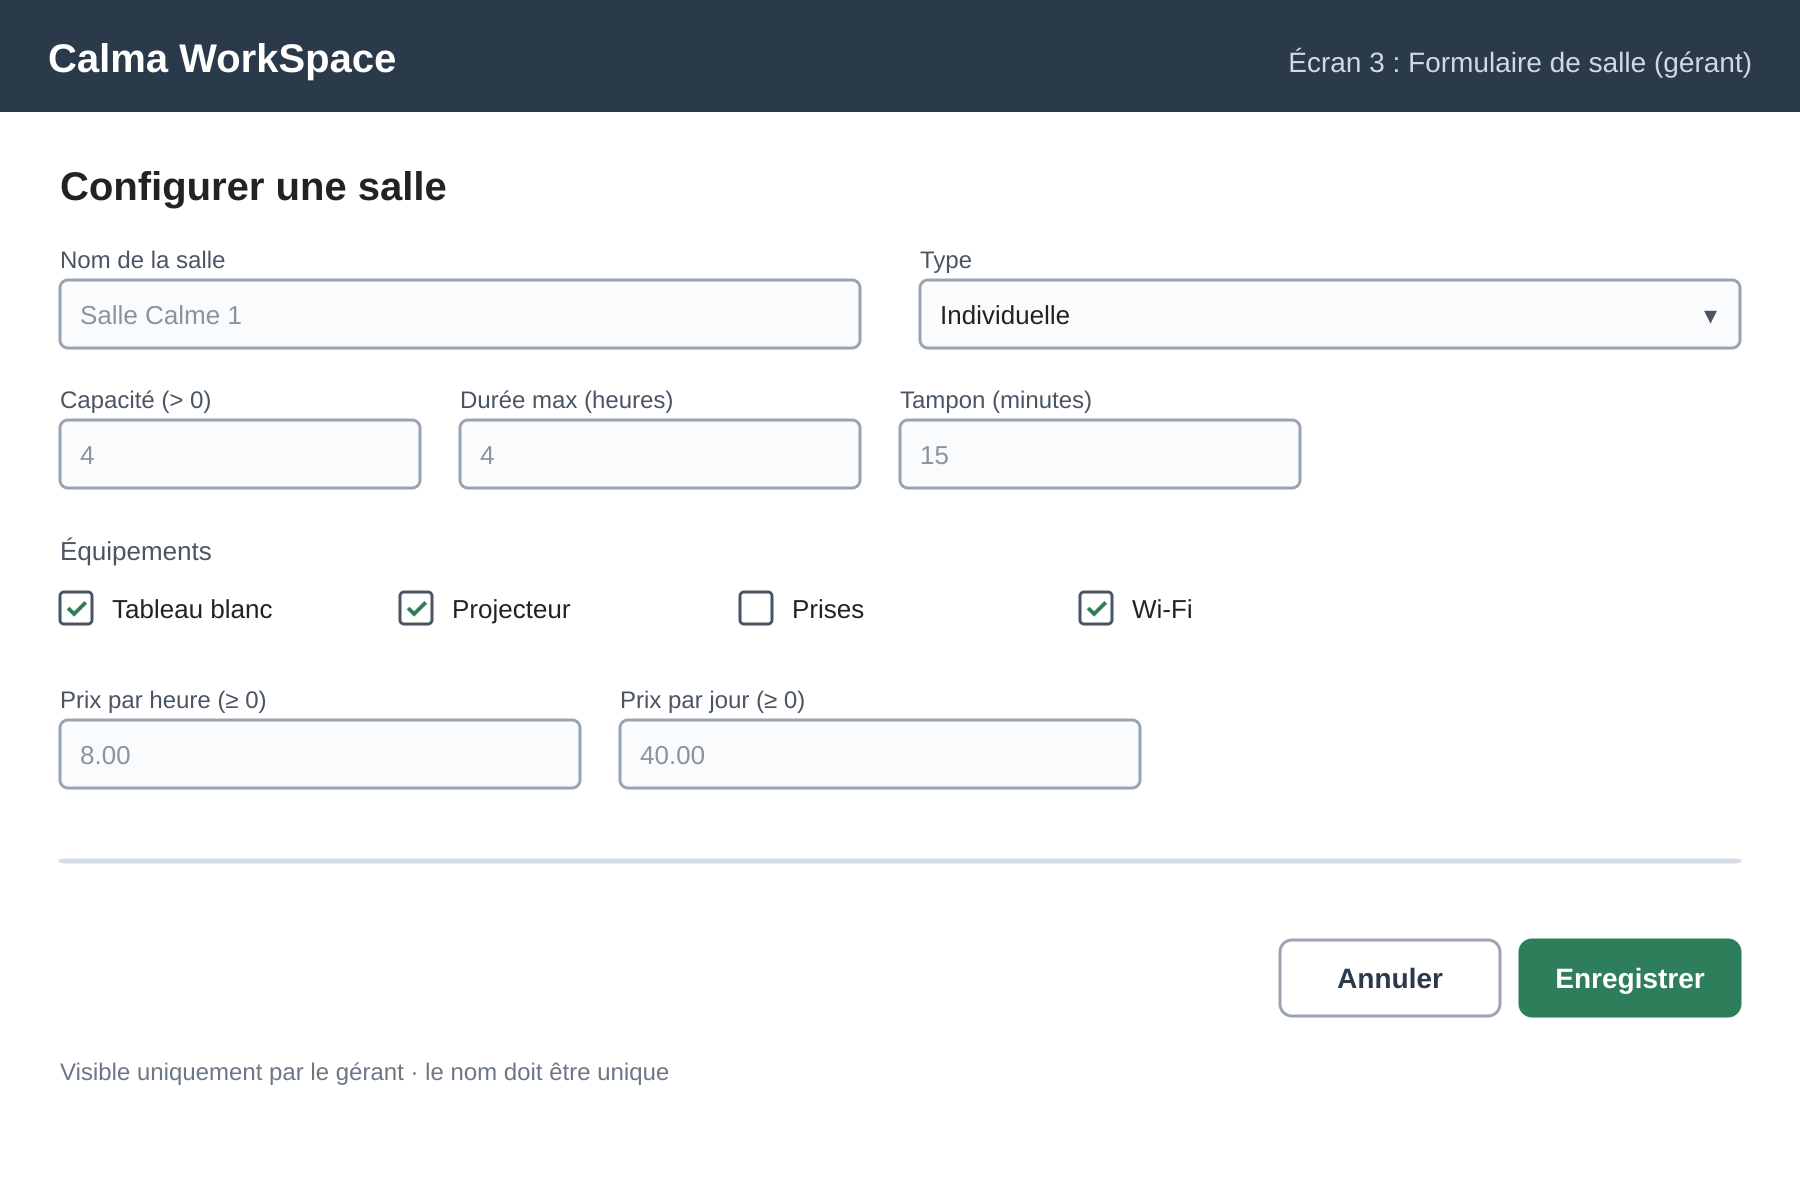 Calma WorkSpace
Écran 3 : Formulaire de salle (gérant)
Configurer une salle
Nom de la salle
Type
Salle Calme 1
Individuelle ▼
Capacité (> 0)
Durée max (heures)
Tampon (minutes)
4
4
15
Équipements
Tableau blanc
Projecteur
Prises
Wi-Fi
Prix par heure (≥ 0)
Prix par jour (≥ 0)
8.00
40.00
Annuler
Enregistrer
Visible uniquement par le gérant · le nom doit être unique